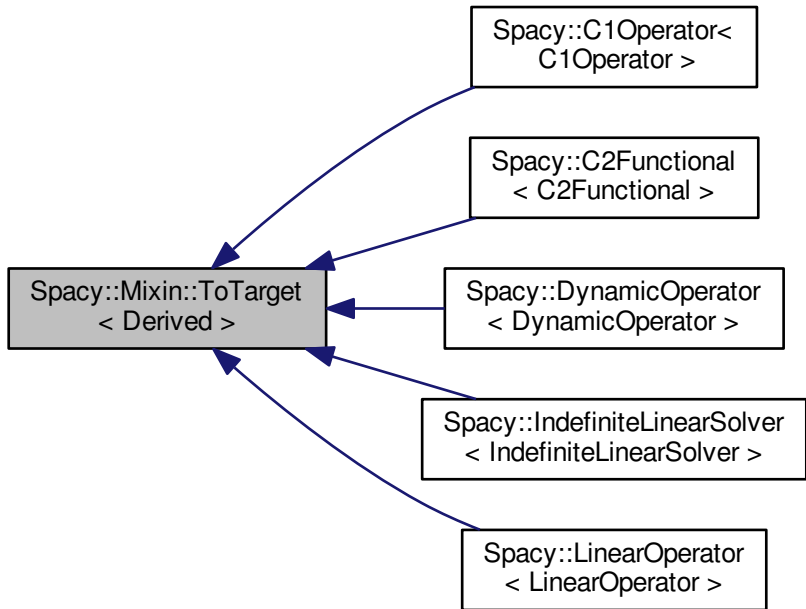 Spacy::C1Operator<
C1Operator >
Spacy::C2Functional
< C2Functional >
Spacy::Mixin::ToTarget
< Derived >
Spacy::DynamicOperator
< DynamicOperator >
Spacy::IndefiniteLinearSolver
< IndefiniteLinearSolver >
Spacy::LinearOperator
< LinearOperator >